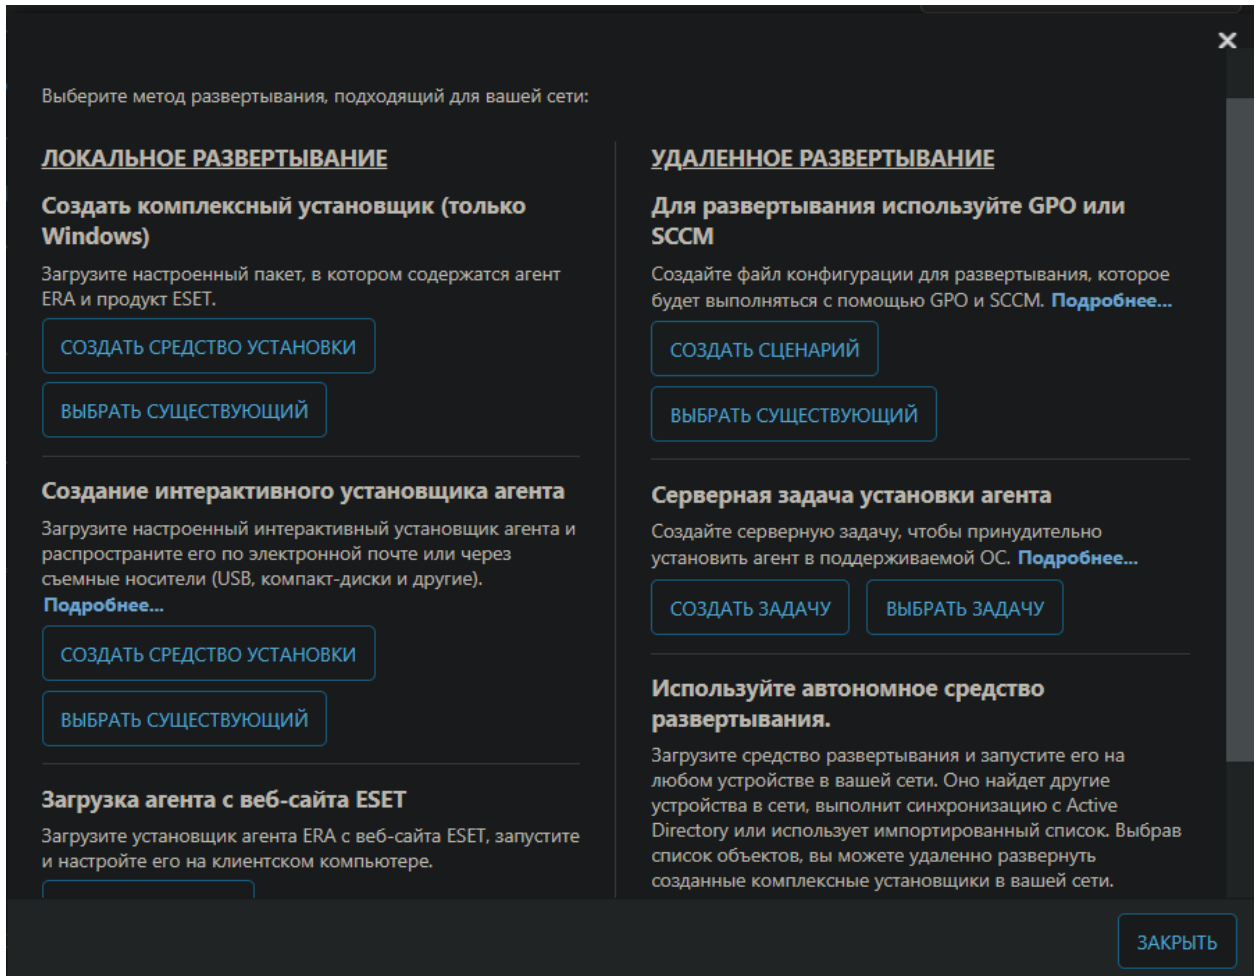 Выберите метод развертывания, подходящий для вашей сети:
ЛОКАЛЬНОЕ РАЗВЕРТЫВАНИЕ
Создать комплексный установщик (только
Windows)
Загрузите настроенный пакет, в котором содержатся агент
ERA и продукт ESET.
СОЗДАТЬ СРЕДСТВО УСТАНОВКИ
ВЫБРАТЬ СУЩЕСТВУЮЩИЙ
Создание интерактивного установщика агента
Загрузите настроенный интерактивный установщик агента и
распространите его по электронной почте или через
съемные носители (USB, компакт-диски и другие).
Подробнее...
СОЗДАТЬ СРЕДСТВО УСТАНОВКИ
ВЫБРАТЬ СУЩЕСТВУЮЩИЙ
Загрузка агента с веб-сайта ESET
Загрузите установщик агента ERA с веб-сайта ESET, запустите
и настройте его на клиентском компьютере.
УДАЛЕННОЕ РАЗВЕРТЫВАНИЕ
Для развертывания используйте GPO или
SCCM
Создайте файл конфигурации для развертывания, которое
будет выполняться с помощью GPO и SCCM. Подробнее...
СОЗДАТЬ СЦЕНАРИЙ
ВЫБРАТЬ СУЩЕСТВУЮЩИЙ
Серверная задача установки агента
Создайте серверную задачу, чтобы принудительно
установить агент в поддерживаемой ОС. Подробнее...
СОЗДАТЬ ЗАДАЧУ ВЫБРАТЬ ЗАДАЧУ
Используйте автономное средство
развертывания.
Загрузите средство развертывания и запустите его на
любом устройстве в вашей сети. Оно найдет другие
устройства в сети, выполнит синхронизацию с Active
Directory или использует импортированный список. Выбрав
список объектов, вы можете удаленно развернуть
созданные комплексные установщики в вашей сети.
ЗАКРЫТЬ